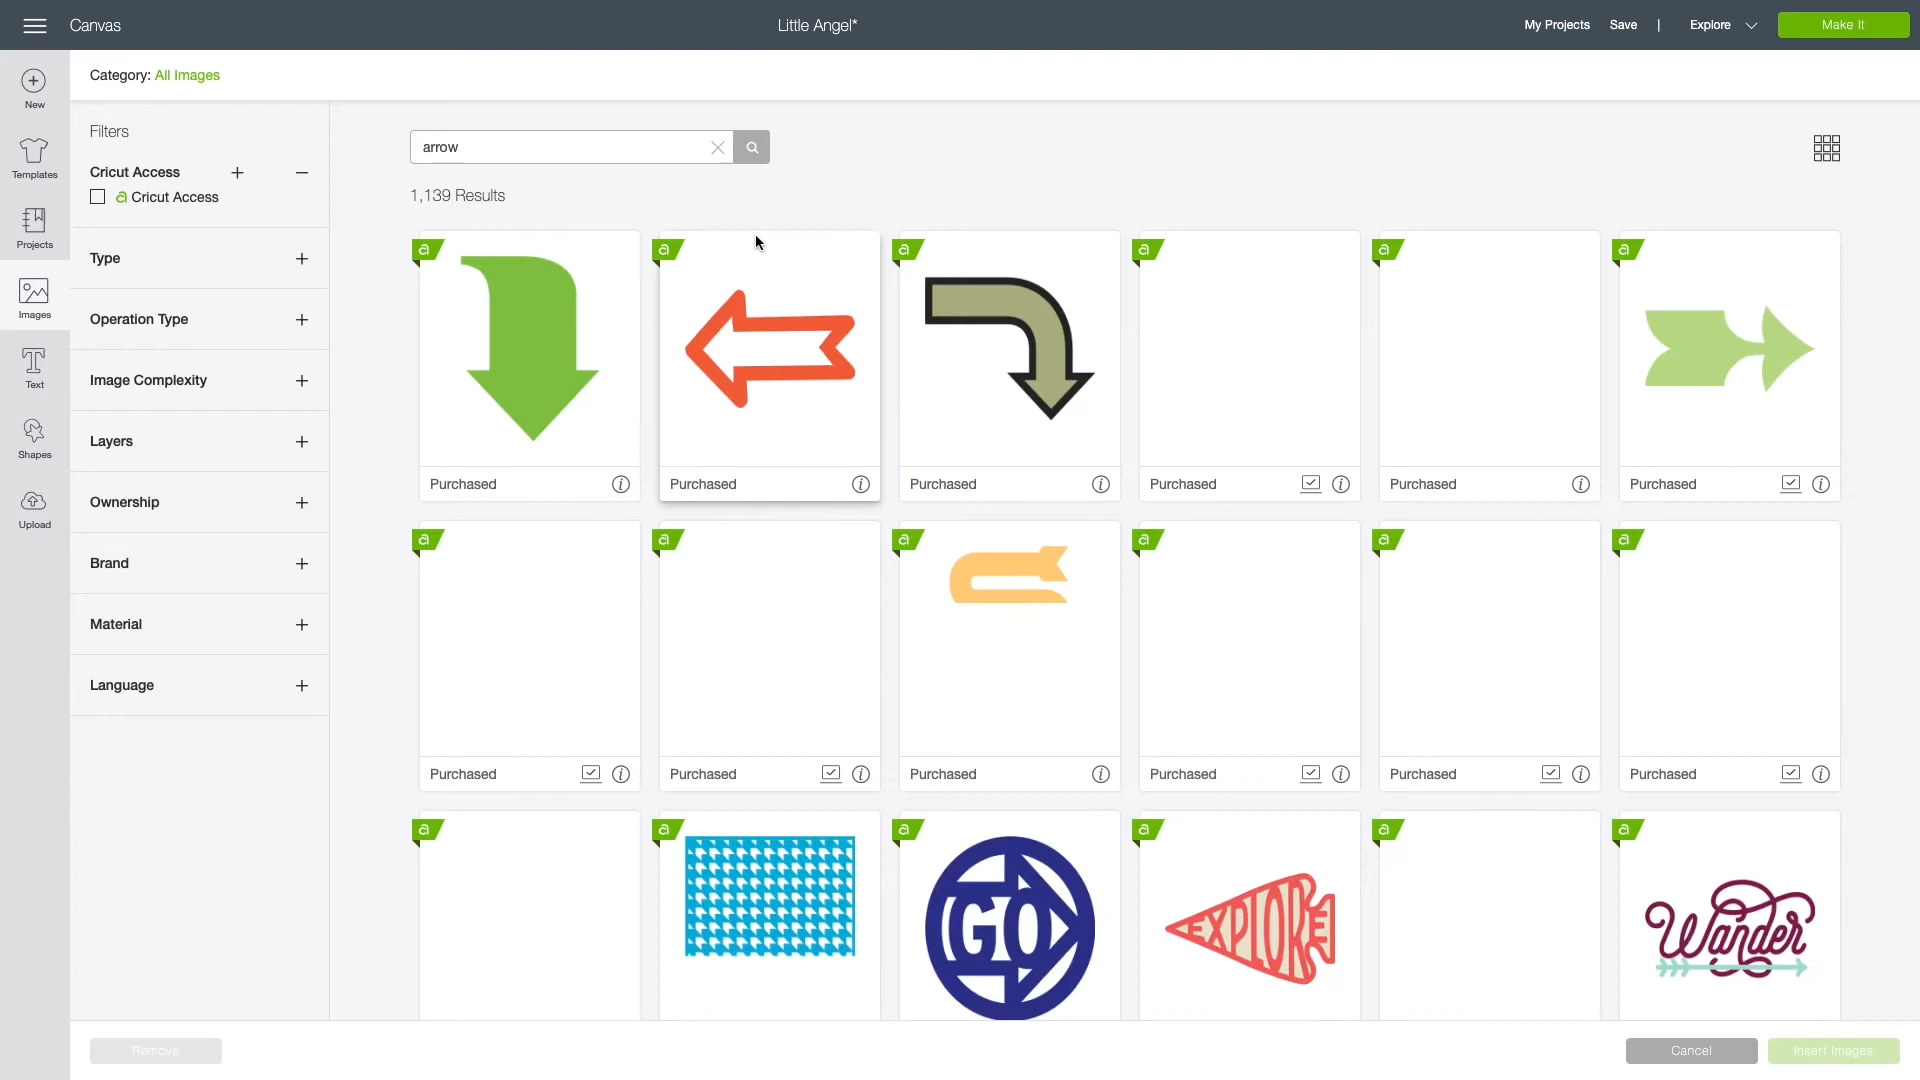 Canvas
Little Angel*
My Projects Save | Explore
Make It
New
Templates
Projects
Images
Text
Shapes
Upload
Category: All Images
Filters
Cricut Access
a Cricut Access
Type
Operation Type
Image Complexity
Layers
Ownership
Brand
Material
Language
arrow
1,139 Results
a a a a a a
Purchased Purchased Purchased Purchased Purchased Purchased
a a a a a a
Purchased Purchased Purchased Purchased Purchased Purchased
a a a a a a
GO
EXPLORE
Wander
Remove
Cancel
Insert Images